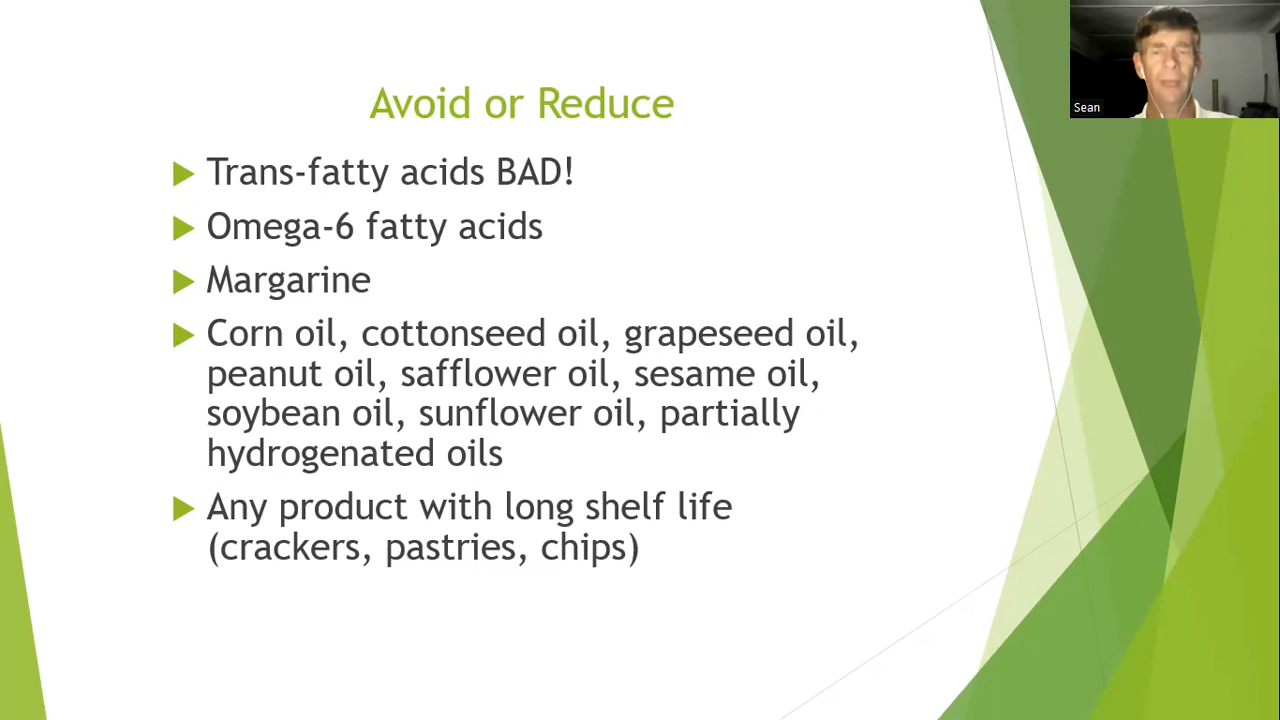 Avoid or Reduce
Trans-fatty acids BAD!
Omega-6 fatty acids
Margarine
Corn oil, cottonseed oil, grapeseed oil,
peanut oil, safflower oil, sesame oil,
soybean oil, sunflower oil, partially
hydrogenated oils
Any product with long shelf life
(crackers, pastries, chips)
Sean